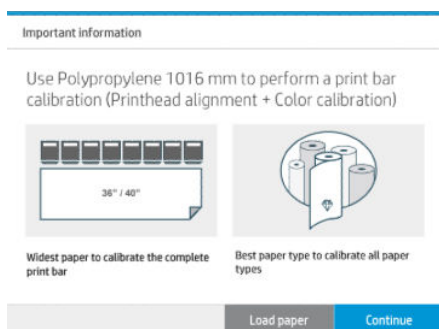 Important information
Use Polypropylene 1016 mm to perform a print bar
calibration (Printhead alignment + Color calibration)
36" / 40"
Widest paper to calibrate the complete
print bar
Best paper type to calibrate all paper
types
Load paper
Continue